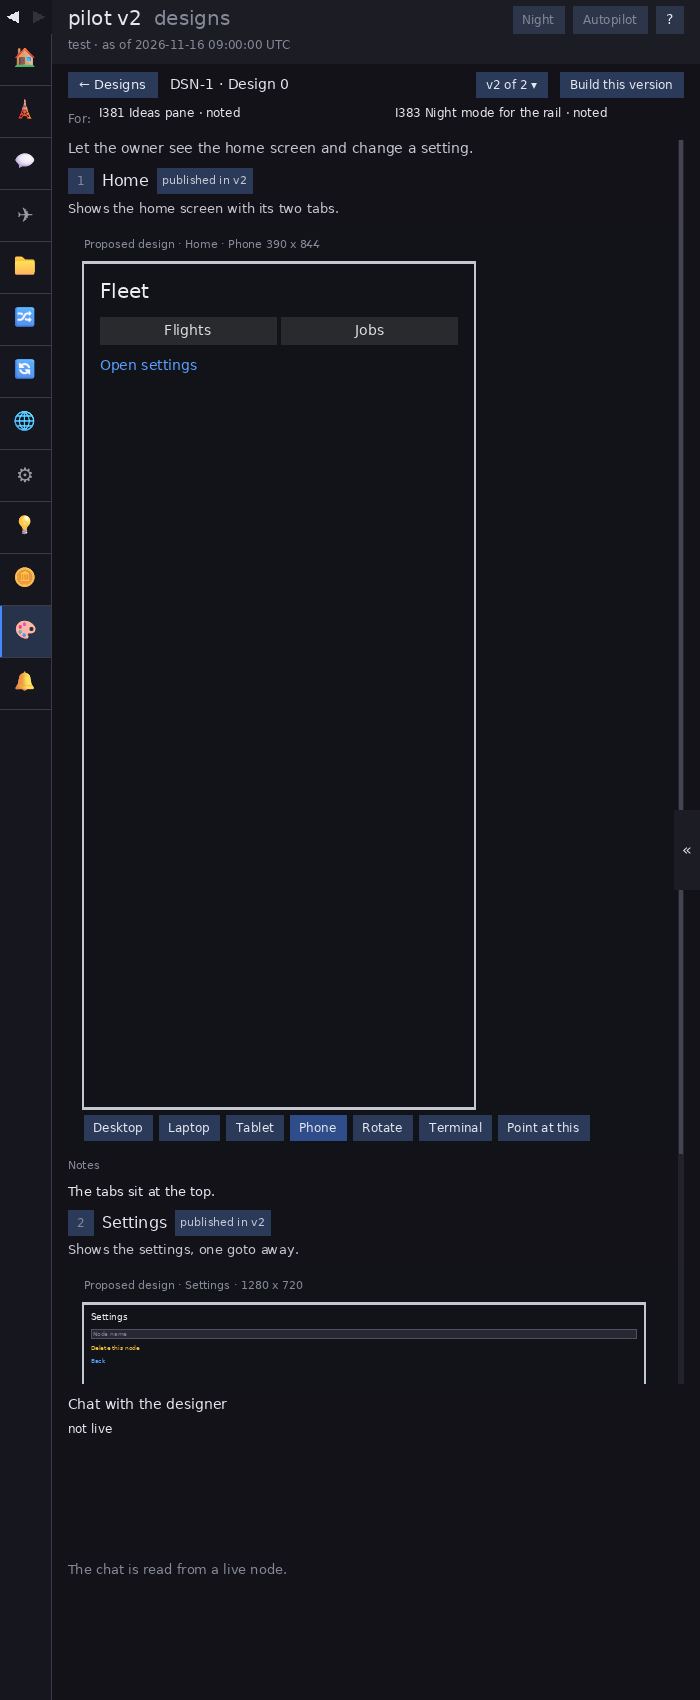 pilot v2 designs Night Autopilot ?
test · as of 2026-11-16 09:00:00 UTC
← Designs DSN-1 · Design 0 v2 of 2 ▾ Build this version
For: I381 Ideas pane · noted I383 Night mode for the rail · noted
Let the owner see the home screen and change a setting.
1 Home published in v2
Shows the home screen with its two tabs.
Proposed design · Home · Phone 390 x 844
Fleet
Flights Jobs
Open settings
«
Desktop Laptop Tablet Phone Rotate Terminal Point at this
Notes
The tabs sit at the top.
2 Settings published in v2
Shows the settings, one goto away.
Proposed design · Settings · 1280 x 720
Settings
Node name
Delete this node
Back
Chat with the designer
not live
The chat is read from a live node.